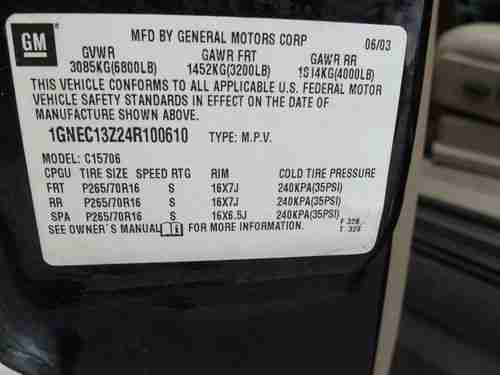 GM
MFD BY GENERAL MOTORS CORP 06/03
GVWR GAWR FRT GAWR RR
3085KG(6800LB) 1452KG(3200LB) 1814KG(4000LB)
THIS VEHICLE CONFORMS TO ALL APPLICABLE U.S. FEDERAL MOTOR
VEHICLE SAFETY STANDARDS IN EFFECT ON THE DATE OF
MANUFACTURE SHOWN ABOVE.
1GNEC13Z24R100610 TYPE: M.P.V.
MODEL: C15706
CPGU TIRE SIZE SPEED RTG RIM COLD TIRE PRESSURE
FRT P265/70R16 S 16X7J 240KPA(35PSI)
RR P265/70R16 S 16X7J 240KPA(35PSI)
SPA P265/70R16 S 16X6.5J 240KPA(35PSI)
SEE OWNER'S MANUAL FOR MORE INFORMATION. F 328
T 329